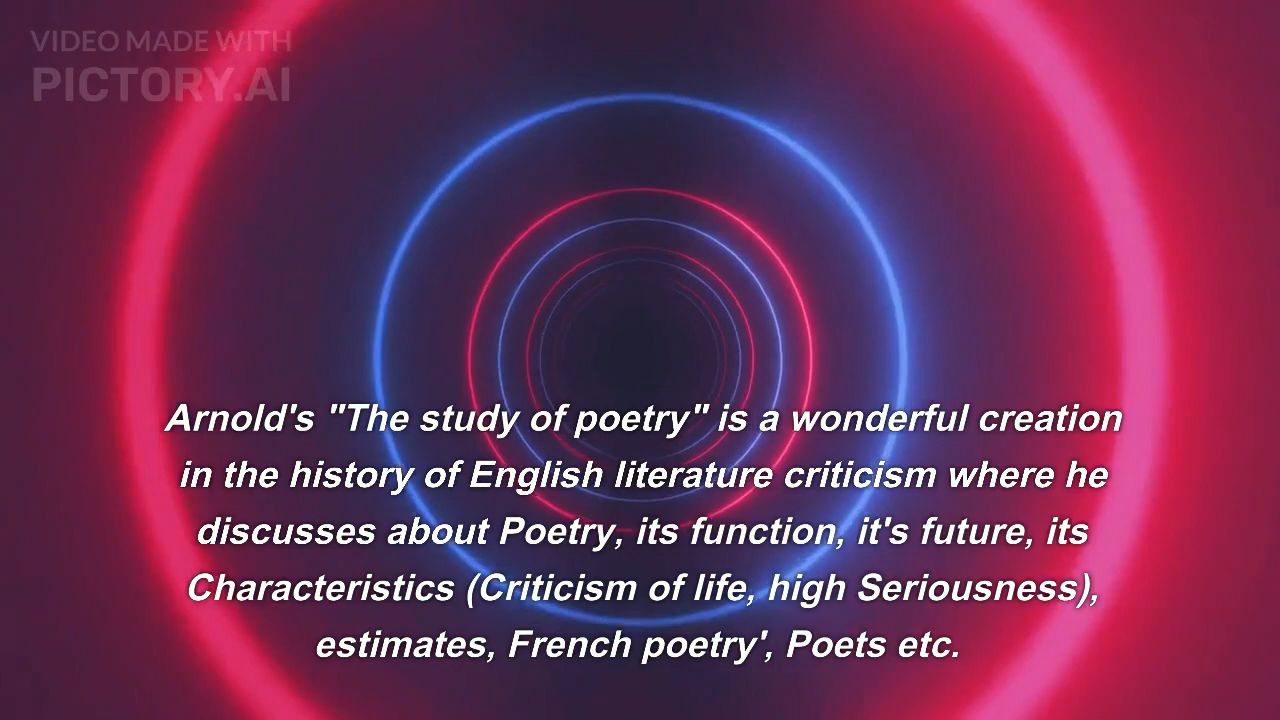 VIDEO MADE WITH
PICTORY.AI
Arnold's "The study of poetry" is a wonderful creation
in the history of English literature criticism where he
discusses about Poetry, its function, it's future, its
Characteristics (Criticism of life, high Seriousness),
estimates, French poetry', Poets etc.